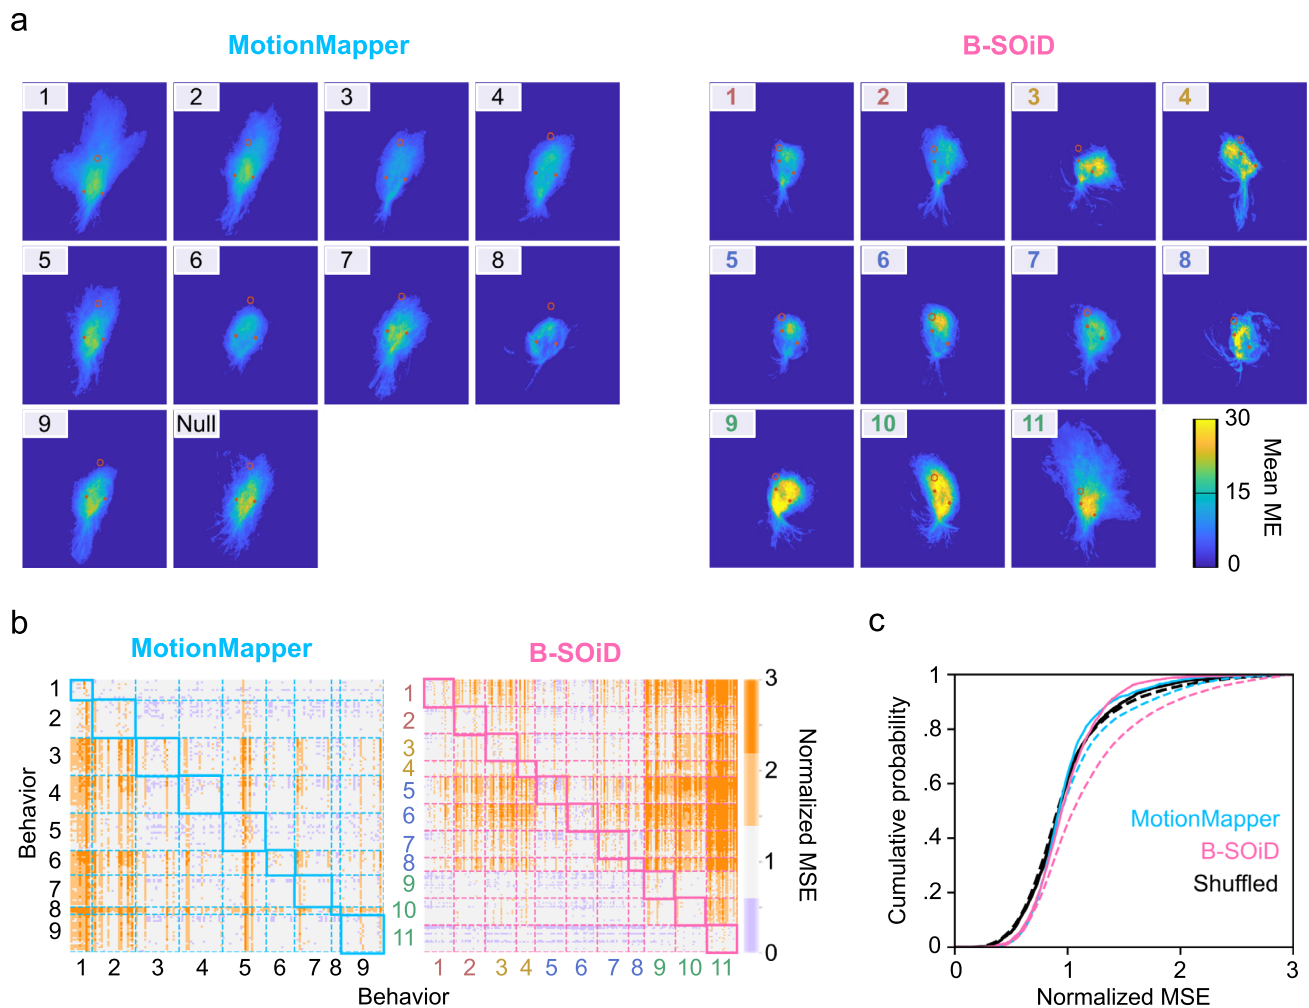 a
MotionMapper
B-SOiD
1 2 3 4
1 2 3 4
5 6 7 8
5 6 7 8
9 Null
9 10 11
30
15
0
Mean ME
b
MotionMapper
B-SOiD
c
Behavior
1
2
3
4
5
6
7
8
9
1 2 3 4 5 6 7 8 9
1
2
3
4
5
6
7
8
9
10
11
1 2 3 4 5 6 7 8 9 10 11
Behavior
3
2
1
0
Normalized MSE
Cumulative probability
1
.8
.6
.4
.2
0
MotionMapper
B-SOiD
Shuffled
0 1 2 3
Normalized MSE